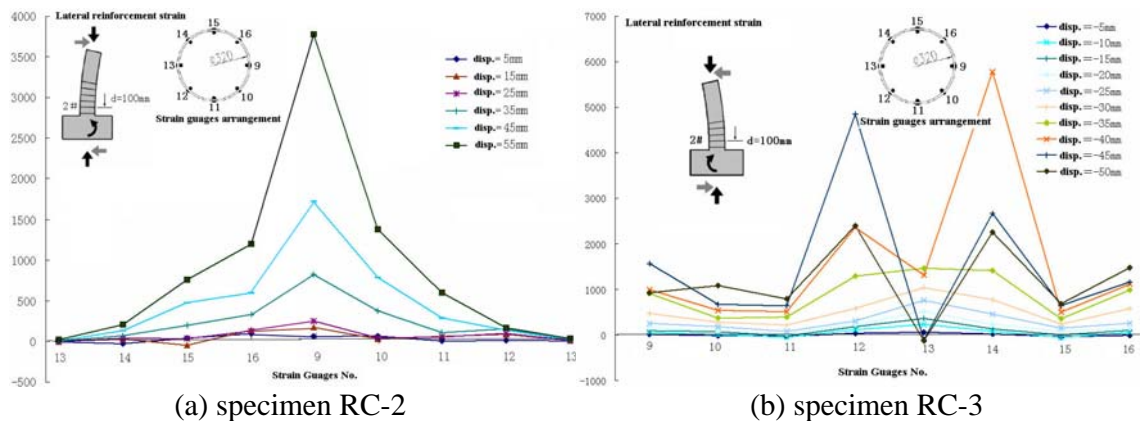 4000
3500
3000
2500
2000
1500
1000
500
0
-500
Lateral reinforcement strain
2# d=100mm
15
14 16
13 ¢320 9
12 10
11
Strain guages arrangement
disp.=5mm
disp.=15mm
disp.=25mm
disp.=35mm
disp.=45mm
disp.=55mm
13 14 15 16 9 10 11 12 13
Strain Guages No.
(a) specimen RC-2
7000
6000
5000
4000
3000
2000
1000
0
-1000
Lateral reinforcement strain
2# d=100mm
15
14 16
13 ¢320 9
12 10
11
Strain guages arrangement
disp.=-5mm
disp.=-10mm
disp.=-15mm
disp.=-20mm
disp.=-25mm
disp.=-30mm
disp.=-35mm
disp.=-40mm
disp.=-45mm
disp.=-50mm
9 10 11 12 13 14 15 16
Strain Guages No.
(b) specimen RC-3